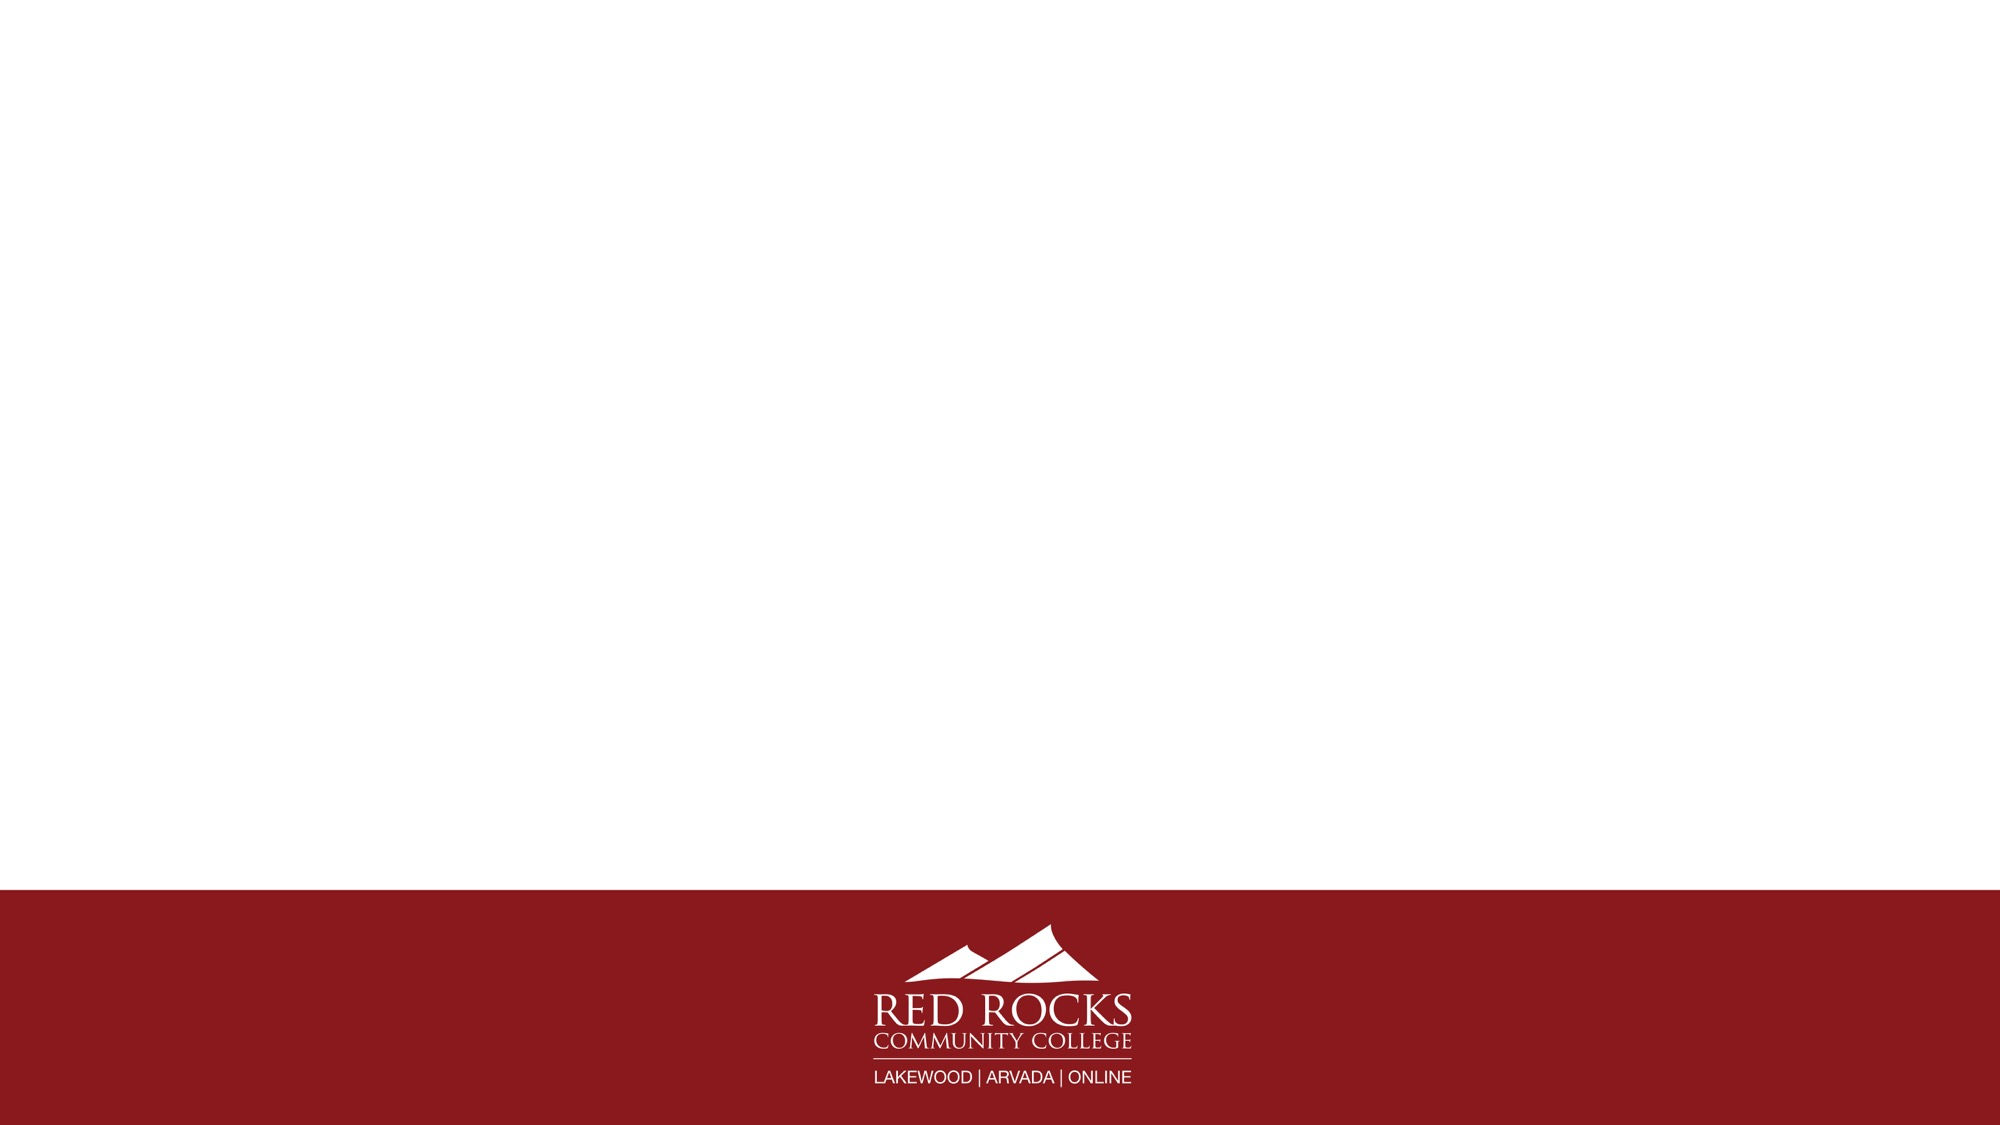 RED ROCKS
COMMUNITY COLLEGE
LAKEWOOD | ARVADA | ONLINE